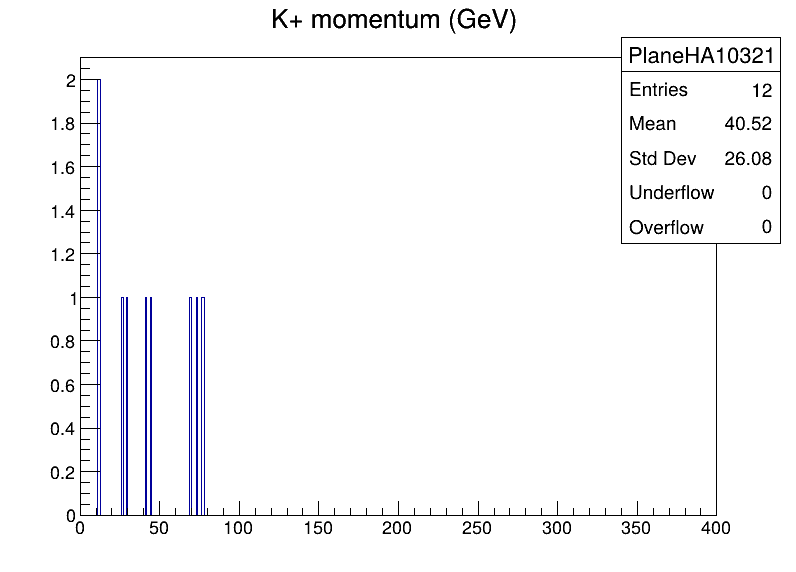 K+ momentum (GeV)
PlaneHA10321
Entries 12
Mean 40.52
Std Dev 26.08
Underflow 0
Overflow 0
2
1.8
1.6
1.4
1.2
1
0.8
0.6
0.4
0.2
0
0 50 100 150 200 250 300 350 400